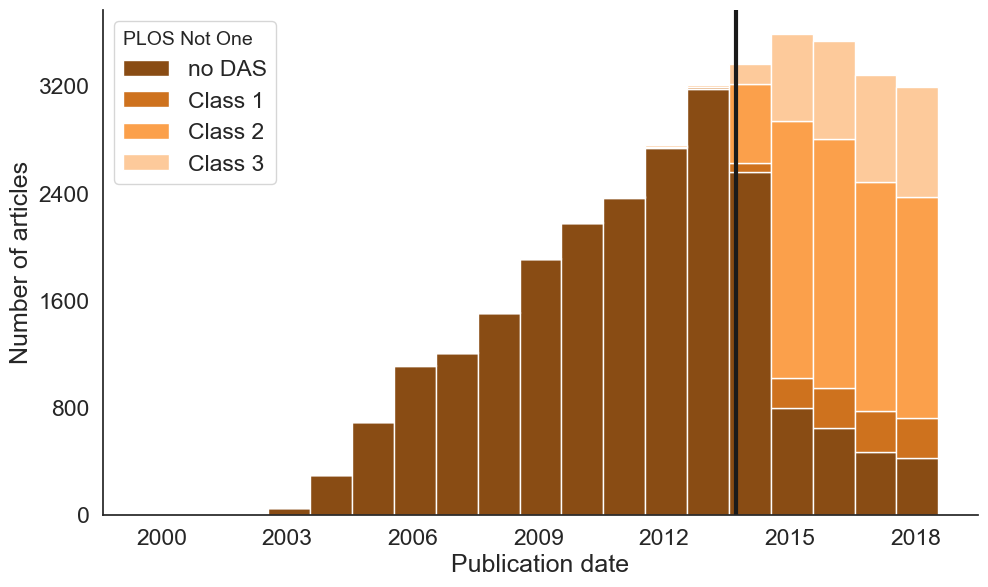 PLOS Not One
no DAS
Class 1
Class 2
Class 3
Number of articles
3200
2400
1600
800
0
2000 2003 2006 2009 2012 2015 2018
Publication date